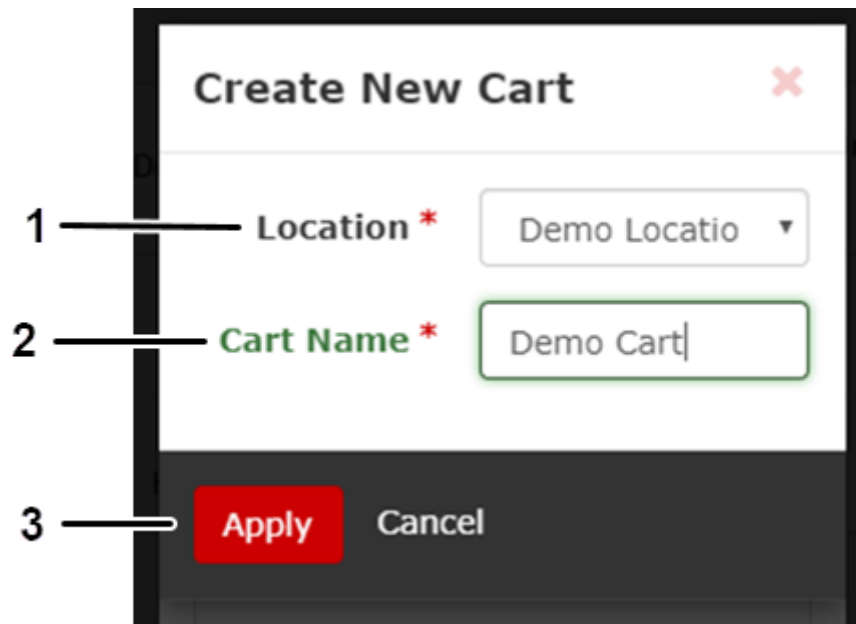 Create New Cart ✖
1 Location * Demo Locatio ▼
2 Cart Name * Demo Cart
3 Apply Cancel